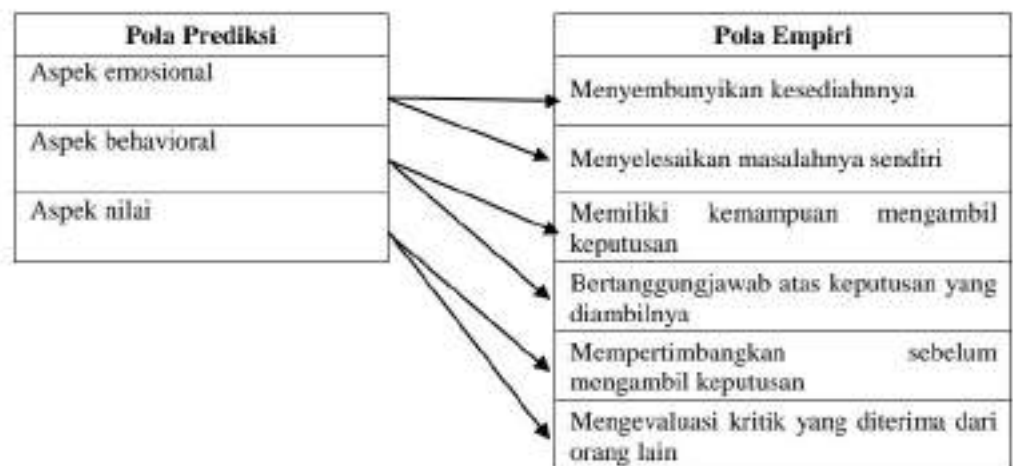 Pola Prediksi
Aspek emosional
Aspek behavioral
Aspek nilai
Pola Empiri
Menyembunyikan kesediahnnya
Menyelesaikan masalahnya sendiri
Memiliki kemampuan mengambil
keputusan
Bertanggungjawab atas keputusan yang
diambilnya
Mempertimbangkan sebelum
mengambil keputusan
Mengevaluasi kritik yang diterima dari
orang lain